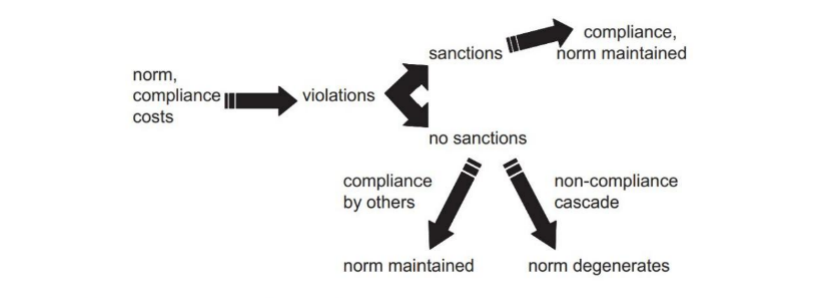 compliance,
norm maintained
sanctions
norm,
compliance
costs
violations
no sanctions
compliance
by others
non-compliance
cascade
norm maintained
norm degenerates